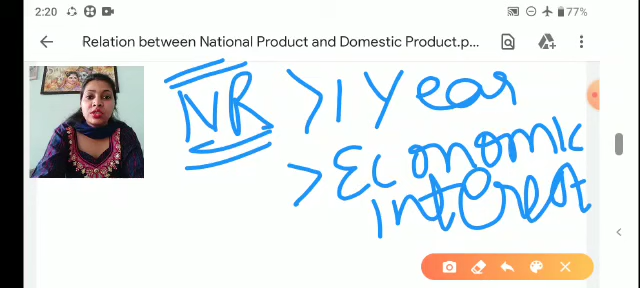 2:20
77%
Relation between National Product and Domestic Product.p...
NR >1 Year
> Economic
interest